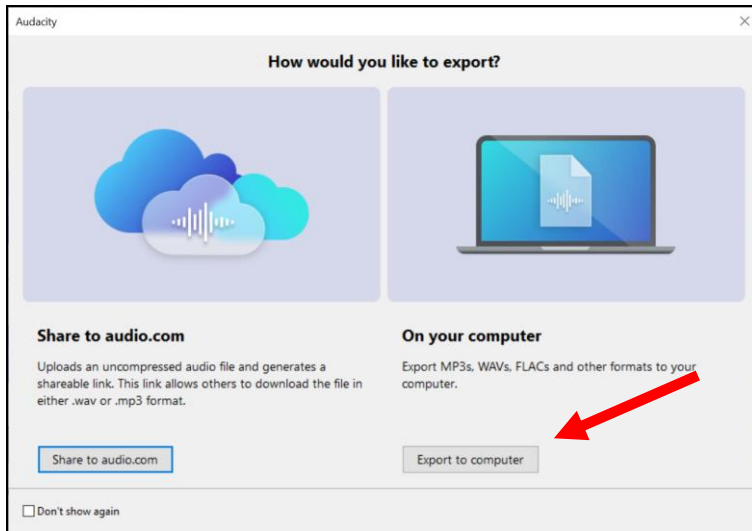 Audacity
How would you like to export?
Share to audio.com
Uploads an uncompressed audio file and generates a
shareable link. This link allows others to download the file in
either .wav or .mp3 format.
Share to audio.com
On your computer
Export MP3s, WAVs, FLACs and other formats to your
computer.
Export to computer
Don't show again